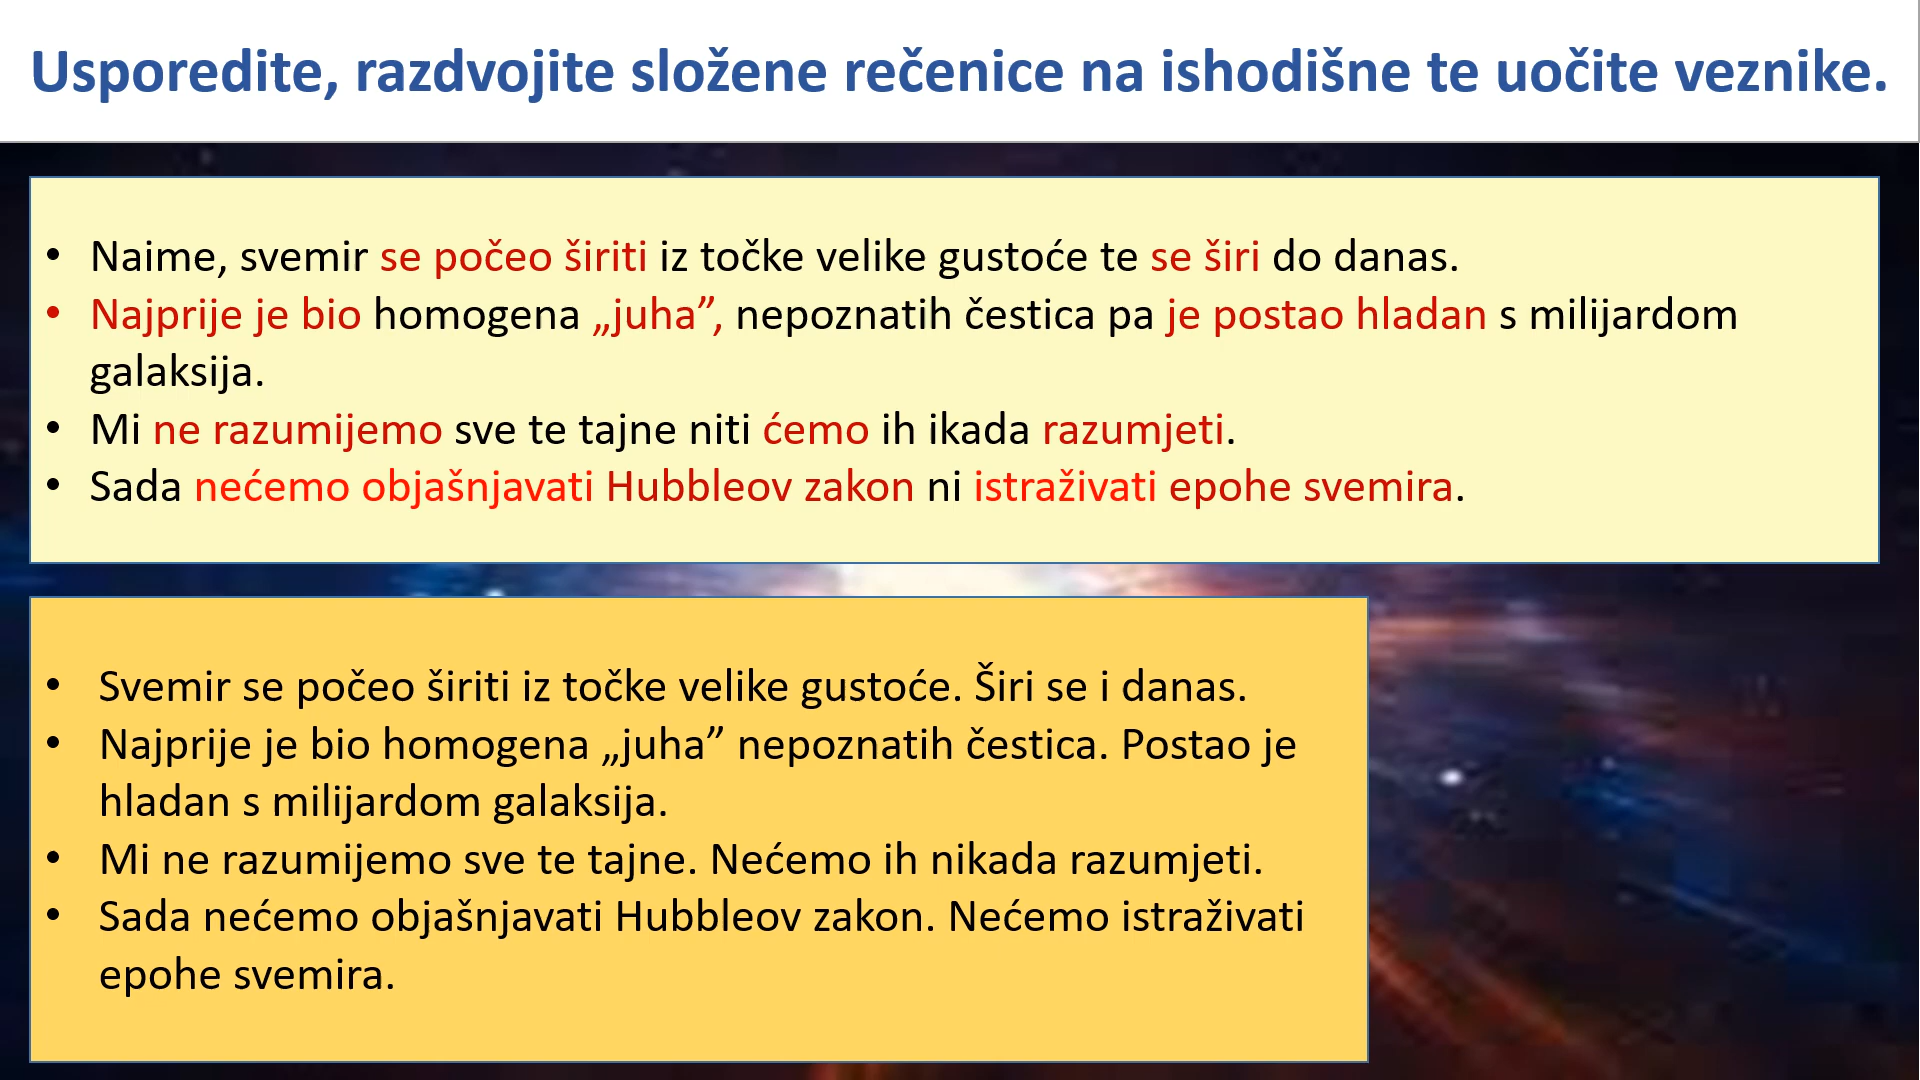 Usporedite, razdvojite složene rečenice na ishodišne te uočite veznike.
• Naime, svemir se počeo širiti iz točke velike gustoće te se širi do danas.
• Najprije je bio homogena „juha”, nepoznatih čestica pa je postao hladan s milijardom
galaksija.
• Mi ne razumijemo sve te tajne niti ćemo ih ikada razumjeti.
• Sada nećemo objašnjavati Hubbleov zakon ni istraživati epohe svemira.
• Svemir se počeo širiti iz točke velike gustoće. Širi se i danas.
• Najprije je bio homogena „juha” nepoznatih čestica. Postao je
hladan s milijardom galaksija.
• Mi ne razumijemo sve te tajne. Nećemo ih nikada razumjeti.
• Sada nećemo objašnjavati Hubbleov zakon. Nećemo istraživati
epohe svemira.